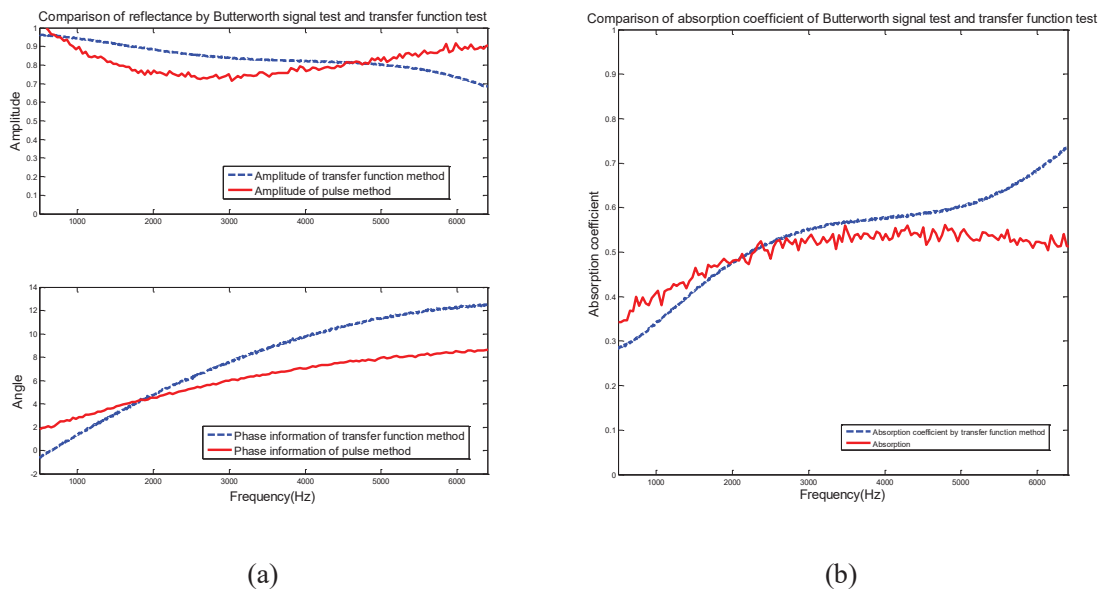 Comparison of reflectance by Butterworth signal test and transfer function test
1
0.9
0.8
0.7
0.6
0.5
0.4
0.3
0.2
0.1
0
Amplitude
Amplitude of transfer function method
Amplitude of pulse method
1000 2000 3000 4000 5000 6000
14
12
10
8
6
4
2
0
-2
Angle
Phase information of transfer function method
Phase information of pulse method
1000 2000 3000 4000 5000 6000
Frequency(Hz)
(a)
Comparison of absorption coefficient of Butterworth signal test and transfer function test
1
0.9
0.8
0.7
0.6
0.5
0.4
0.3
0.2
0.1
0
Absorption coefficient
Absorption coefficient by transfer function method
Absorption
1000 2000 3000 4000 5000 6000
Frequency(Hz)
(b)